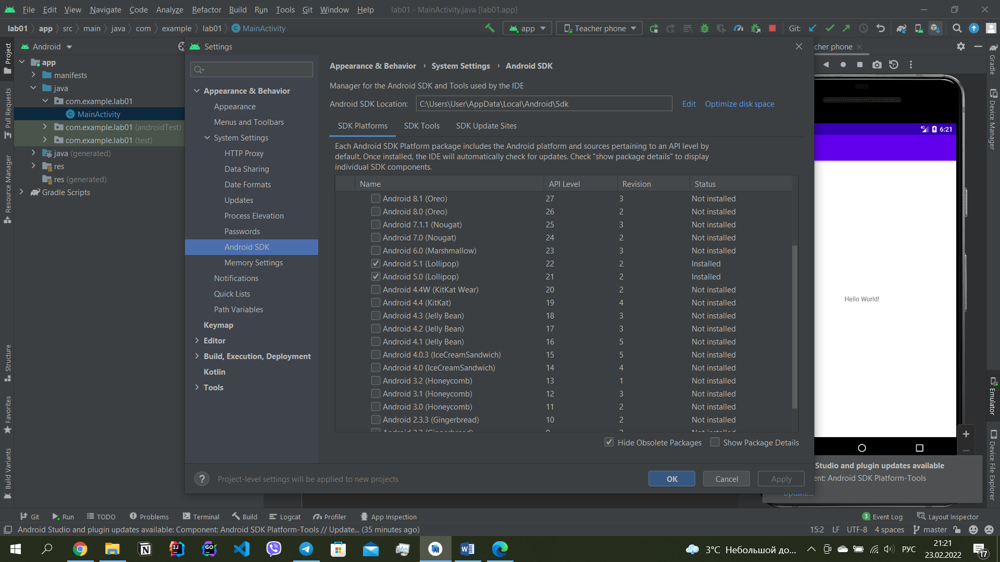 File Edit View Navigate Code Analyze Refactor Build Run Tools Git Window Help lab01 - MainActivity.java [lab01.app]
lab01 app src main java com example lab01 MainActivity app Teacher phone Git:
Project
Pull Requests
Resource Manager
Structure
Favorites
Build Variants
Android
app
manifests
java
com.example.lab01
MainActivity
com.example.lab01 (androidTest)
com.example.lab01 (test)
java (generated)
res
res (generated)
Gradle Scripts
Settings
Appearance & Behavior
Appearance
Menus and Toolbars
System Settings
HTTP Proxy
Data Sharing
Date Formats
Updates
Process Elevation
Passwords
Android SDK
Memory Settings
Notifications
Quick Lists
Path Variables
Keymap
Editor
Build, Execution, Deployment
Kotlin
Tools
Appearance & Behavior › System Settings › Android SDK
Manager for the Android SDK and Tools used by the IDE
Android SDK Location: C:\Users\User\AppData\Local\Android\Sdk Edit Optimize disk space
SDK Platforms SDK Tools SDK Update Sites
Each Android SDK Platform package includes the Android platform and sources pertaining to an API level by
default. Once installed, the IDE will automatically check for updates. Check "show package details" to display
individual SDK components.
Name API Level Revision Status
Android 8.1 (Oreo) 27 3 Not installed
Android 8.0 (Oreo) 26 2 Not installed
Android 7.1.1 (Nougat) 25 3 Not installed
Android 7.0 (Nougat) 24 2 Not installed
Android 6.0 (Marshmallow) 23 3 Not installed
Android 5.1 (Lollipop) 22 2 Installed
Android 5.0 (Lollipop) 21 2 Installed
Android 4.4W (KitKat Wear) 20 2 Not installed
Android 4.4 (KitKat) 19 4 Not installed
Android 4.3 (Jelly Bean) 18 3 Not installed
Android 4.2 (Jelly Bean) 17 3 Not installed
Android 4.1 (Jelly Bean) 16 5 Not installed
Android 4.0.3 (IceCreamSandwich) 15 5 Not installed
Android 4.0 (IceCreamSandwich) 14 4 Not installed
Android 3.2 (Honeycomb) 13 1 Not installed
Android 3.1 (Honeycomb) 12 3 Not installed
Android 3.0 (Honeycomb) 11 2 Not installed
Android 2.3.3 (Gingerbread) 10 2 Not installed
Hide Obsolete Packages Show Package Details
? Project-level settings will be applied to new projects
OK Cancel Apply
cher phone
4G 6:21
Hello World!
Studio and plugin updates available
ent: Android SDK Platform-Tools
Update...
Gradle
Device Manager
Emulator
Device File Explorer
Git Run TODO Problems Terminal Build Logcat Profiler App Inspection 3 Event Log Layout Inspector
Android Studio and plugin updates available: Component: Android SDK Platform-Tools // Update... (35 minutes ago) 15:2 LF UTF-8 4 spaces master
3°C Небольшой до... РУС 21:21
23.02.2022
17